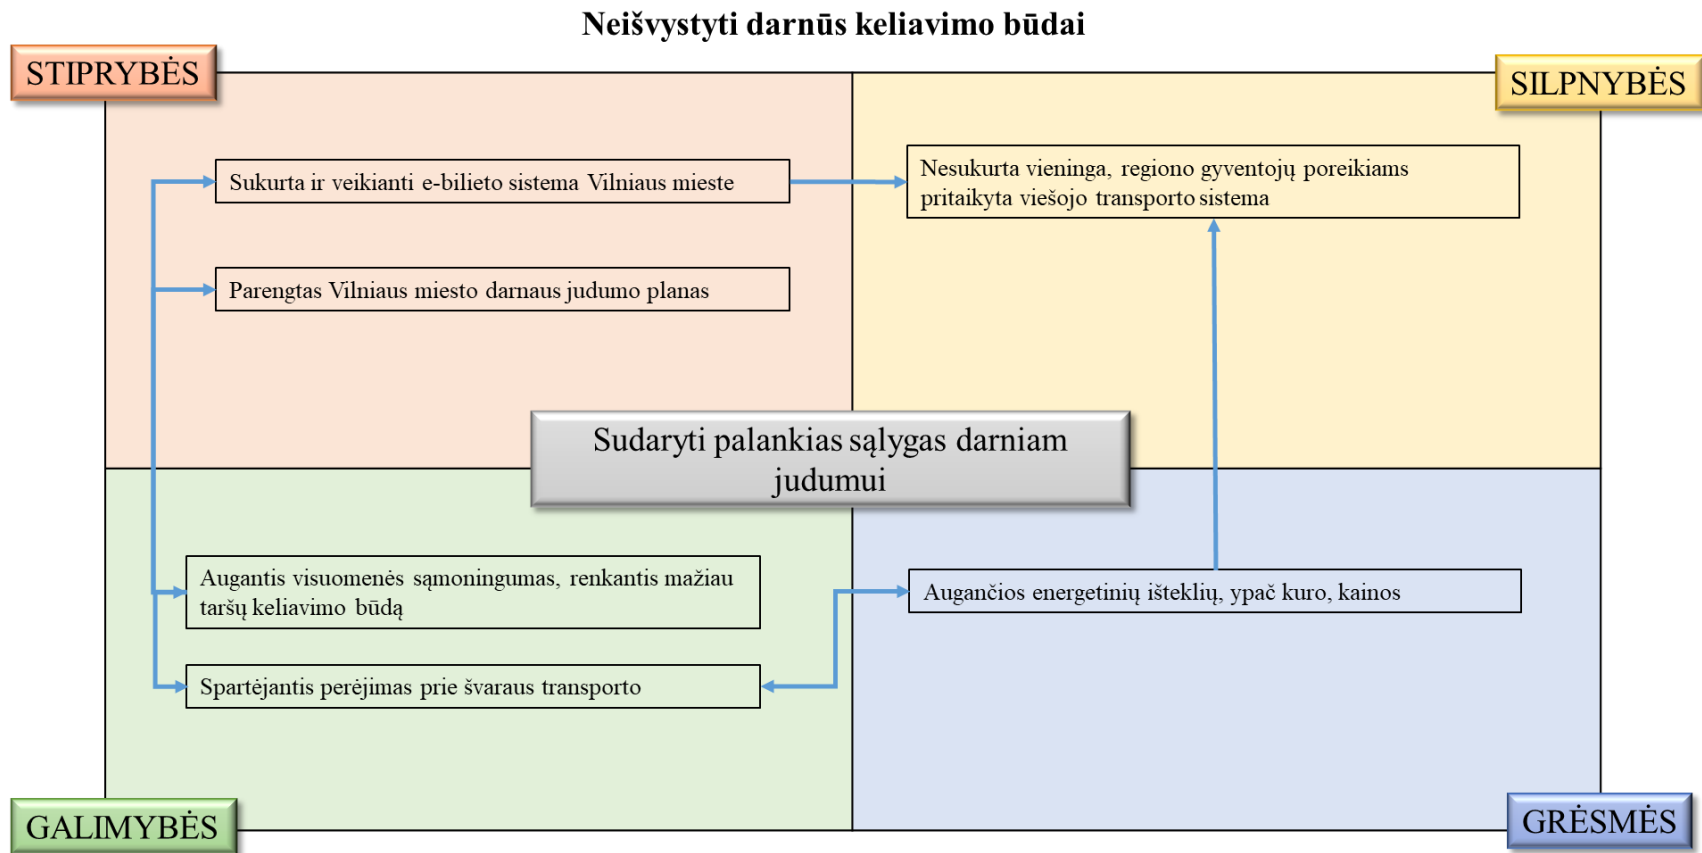 Neišvystyti darnūs keliavimo būdai
STIPRYBĖS
SILPNYBĖS
Sukurta ir veikianti e-bilieto sistema Vilniaus mieste
Nesukurta vieninga, regiono gyventojų poreikiams
pritaikyta viešojo transporto sistema
Parengtas Vilniaus miesto darnaus judumo planas
Sudaryti palankias sąlygas darniam
judumui
Augantis visuomenės sąmoningumas, renkantis mažiau
taršų keliavimo būdą
Augančios energetinių išteklių, ypač kuro, kainos
Spartėjantis perėjimas prie švaraus transporto
GALIMYBĖS
GRĖSMĖS